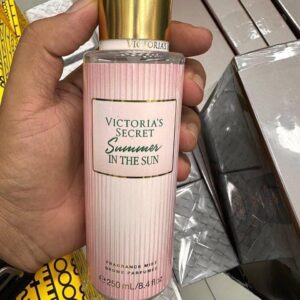 VICTORIA'S
VICTORIA'S
SECRET
Summer
IN THE SUN
FRAGRANCE MIST
BRUME PARFUMÉE
e 250 mL/8.4 fl oz